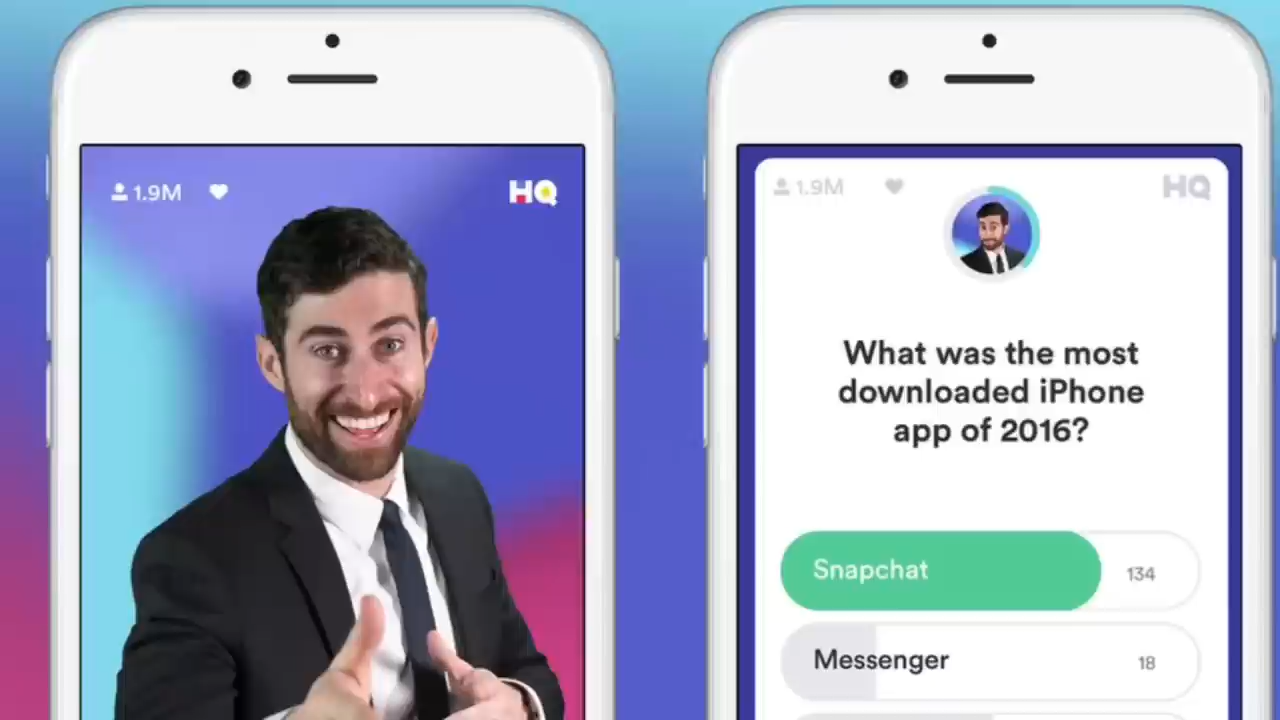 1.9M
HQ
1.9M
HQ
What was the most
downloaded iPhone
app of 2016?
Snapchat 134
Messenger 18